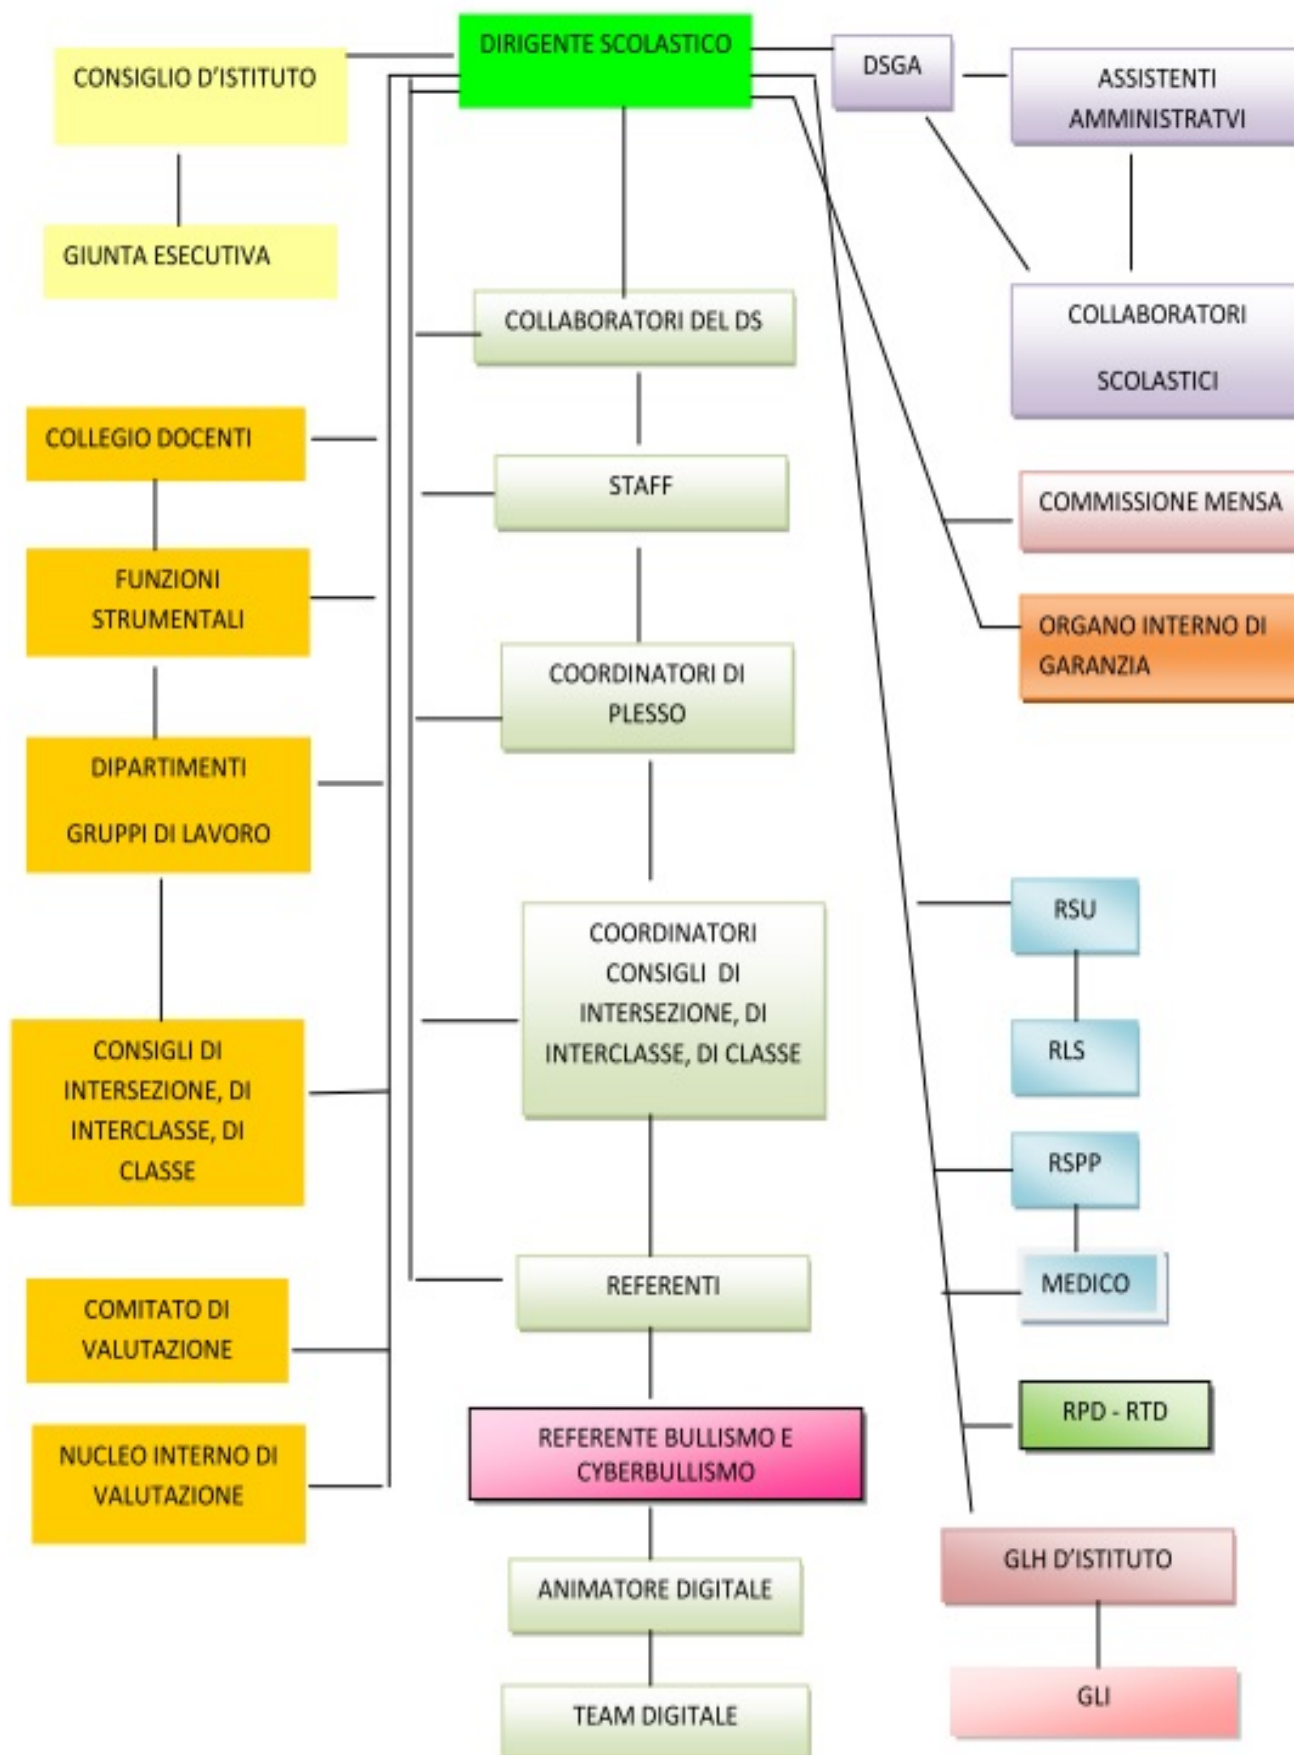 DIRIGENTE SCOLASTICO
CONSIGLIO D'ISTITUTO
GIUNTA ESECUTIVA
DSGA
ASSISTENTI
AMMINISTRATVI
COLLABORATORI
SCOLASTICI
COLLABORATORI DEL DS
STAFF
COORDINATORI DI
PLESSO
COORDINATORI
CONSIGLI DI
INTERSEZIONE, DI
INTERCLASSE, DI CLASSE
REFERENTI
REFERENTE BULLISMO E
CYBERBULLISMO
ANIMATORE DIGITALE
TEAM DIGITALE
COLLEGIO DOCENTI
FUNZIONI
STRUMENTALI
DIPARTIMENTI
GRUPPI DI LAVORO
CONSIGLI DI
INTERSEZIONE, DI
INTERCLASSE, DI
CLASSE
COMITATO DI
VALUTAZIONE
NUCLEO INTERNO DI
VALUTAZIONE
COMMISSIONE MENSA
ORGANO INTERNO DI
GARANZIA
RSU
RLS
RSPP
MEDICO
RPD - RTD
GLH D'ISTITUTO
GLI